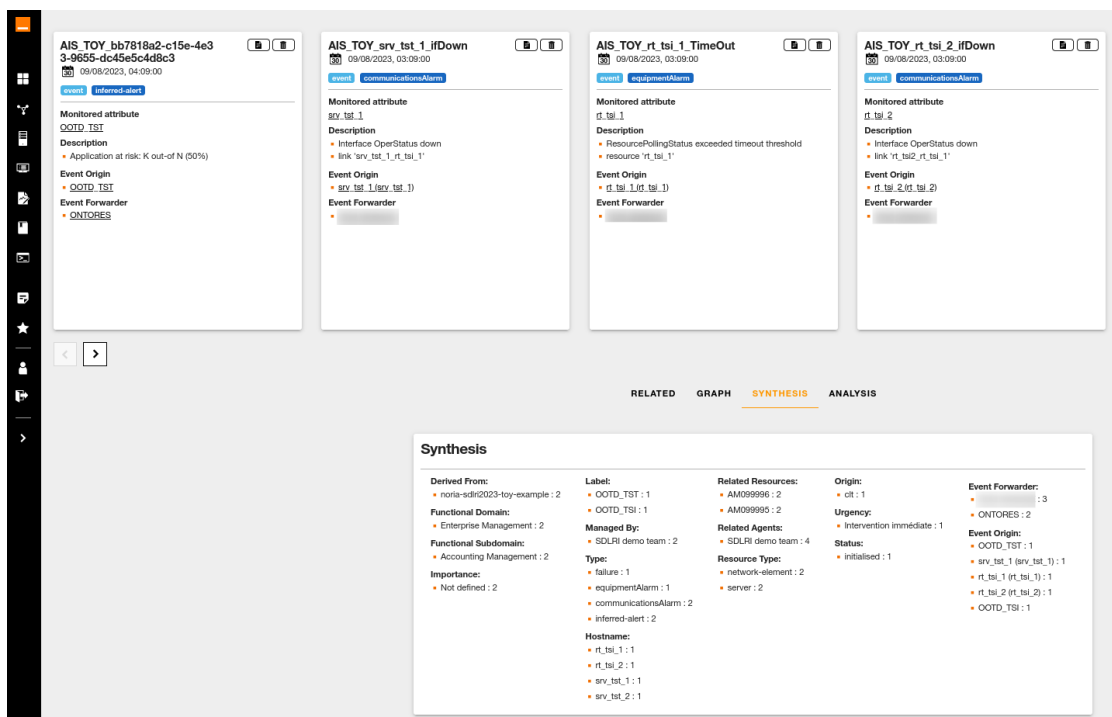 AIS_TOY_bb7818a2-c15e-4e3
3-9655-dc45e5c4d8c3
30 09/08/2023, 04:09:00
event inferred-alert
Monitored attribute
OOTD_TST
Description
Application at risk: K out-of N (50%)
Event Origin
OOTD_TST
Event Forwarder
ONTORES
AIS_TOY_srv_tst_1_ifDown
30 09/08/2023, 03:09:00
event communicationsAlarm
Monitored attribute
srv_tst_1
Description
Interface OperStatus down
link 'srv_tst_1_rt_tsi_1'
Event Origin
srv_tst_1 (srv_tst_1)
Event Forwarder
AIS_TOY_rt_tsi_1_TimeOut
30 09/08/2023, 03:09:00
event equipmentAlarm
Monitored attribute
rt_tsi_1
Description
ResourcePollingStatus exceeded timeout threshold
resource 'rt_tsi_1'
Event Origin
rt_tsi_1 (rt_tsi_1)
Event Forwarder
AIS_TOY_rt_tsi_2_ifDown
30 09/08/2023, 03:09:00
event communicationsAlarm
Monitored attribute
rt_tsi_2
Description
Interface OperStatus down
link 'rt_tsi2_rt_tsi_1'
Event Origin
rt_tsi_2 (rt_tsi_2)
Event Forwarder
RELATED GRAPH SYNTHESIS ANALYSIS
Synthesis
Derived From:
noria-sdlri2023-toy-example : 2
Functional Domain:
Enterprise Management : 2
Functional Subdomain:
Accounting Management : 2
Importance:
Not defined : 2
Label:
OOTD_TST : 1
OOTD_TSI : 1
Managed By:
SDLRI demo team : 2
Type:
failure : 1
equipmentAlarm : 1
communicationsAlarm : 2
inferred-alert : 2
Hostname:
rt_tsi_1 : 1
rt_tsi_2 : 1
srv_tst_1 : 1
srv_tst_2 : 1
Related Resources:
AM099996 : 2
AM099995 : 2
Related Agents:
SDLRI demo team : 4
Resource Type:
network-element : 2
server : 2
Origin:
clt : 1
Urgency:
Intervention immédiate : 1
Status:
initialised : 1
Event Forwarder:
: 3
ONTORES : 2
Event Origin:
OOTD_TST : 1
srv_tst_1 (srv_tst_1) : 1
rt_tsi_1 (rt_tsi_1) : 1
rt_tsi_2 (rt_tsi_2) : 1
OOTD_TSI : 1